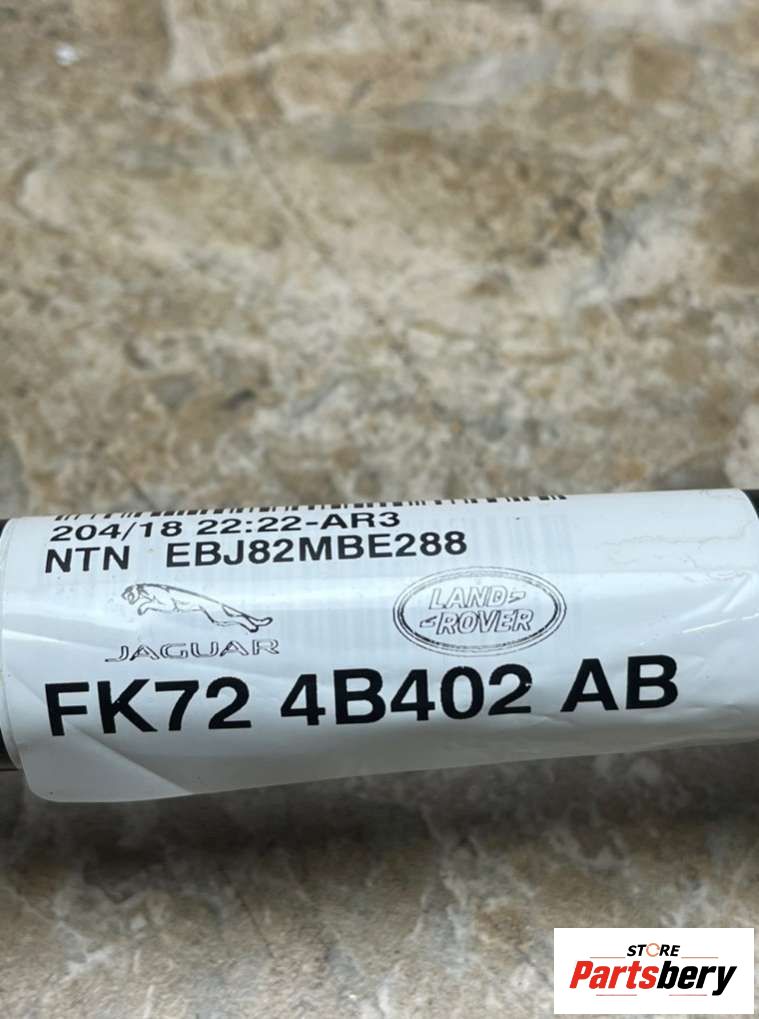 204/18 22:22-AR3
NTN EBJ82MBE288
JAGUAR
LAND-
-ROVER
FK72 4B402 AB
STORE
Partsbery